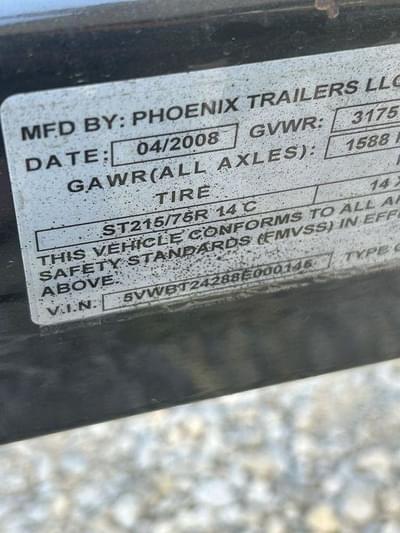 MFD BY: PHOENIX TRAILERS LLC
DATE: 04/2008 GVWR: 3175
GAWR(ALL AXLES): 1588
TIRE
ST215/75R 14 C 14 X
THIS VEHICLE CONFORMS TO ALL A
SAFETY STANDARDS (FMVSS) IN EFF
ABOVE
V.I.N. 5VWBT24288E000145 TYPE